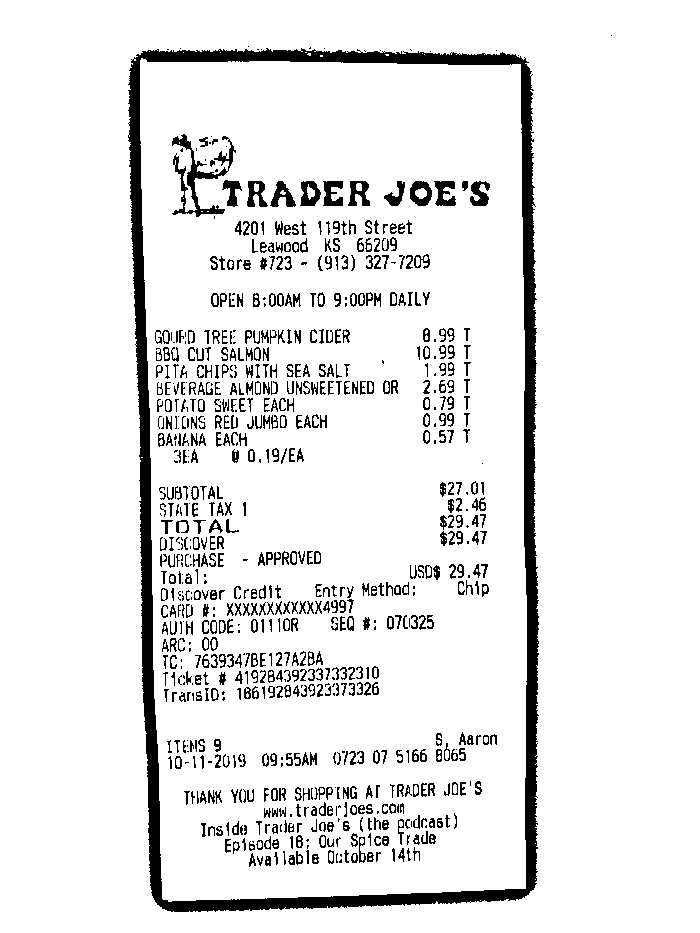 TRADER JOE'S
4201 West 119th Street
Leawood KS 66209
Store #723 - (913) 327-7209
OPEN 8:00AM TO 9:00PM DAILY
GOURD TREE PUMPKIN CIDER 8.99 T
BBQ CUT SALMON 10.99 T
PITA CHIPS WITH SEA SALT 1.99 T
BEVERAGE ALMOND UNSWEETENED OR 2.69 T
POTATO SWEET EACH 0.79 T
ONIONS RED JUMBO EACH 0.99 T
BANANA EACH 0.57 T
3EA @ 0.19/EA
SUBTOTAL $27.01
STATE TAX 1 $2.46
TOTAL $29.47
DISCOVER $29.47
PURCHASE - APPROVED
Total: USD$ 29.47
Discover Credit Entry Method: Chip
CARD #: XXXXXXXXXXXX4997
AUTH CODE: 01110R SEQ #: 070325
ARC: 00
TC: 7639347BE127A2BA
Ticket # 419284392337332310
TransID: 186192843923373326
ITEMS 9 S, Aaron
10-11-2019 09:55AM 0723 07 5166 8065
THANK YOU FOR SHOPPING AT TRADER JOE'S
www.traderjoes.com
Inside Trader Joe's (the podcast)
Episode 18: Our Spice Trade
Available October 14th